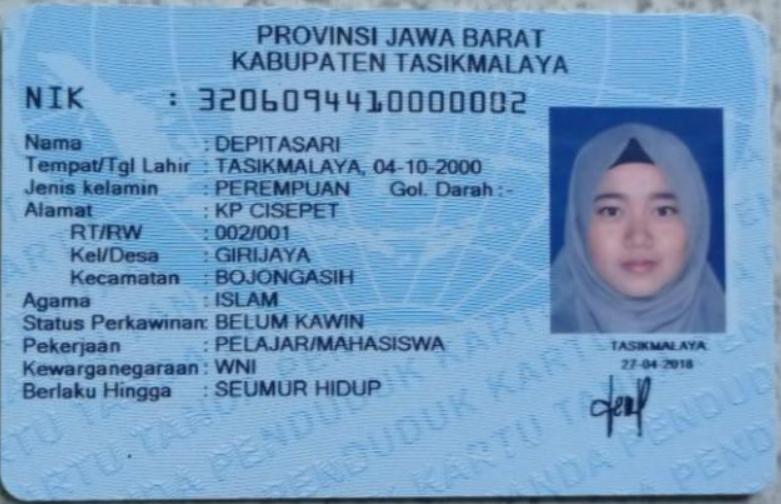 PROVINSI JAWA BARAT
KABUPATEN TASIKMALAYA
NIK : 3206094410000002
Nama : DEPITASARI
Tempat/Tgl Lahir : TASIKMALAYA, 04-10-2000
Jenis kelamin : PEREMPUAN Gol. Darah :-
Alamat : KP CISEPET
RT/RW : 002/001
Kel/Desa : GIRIJAYA
Kecamatan : BOJONGASIH
Agama : ISLAM
Status Perkawinan: BELUM KAWIN
Pekerjaan : PELAJAR/MAHASISWA
Kewarganegaraan : WNI
Berlaku Hingga : SEUMUR HIDUP
TASIKMALAYA
27-04-2018